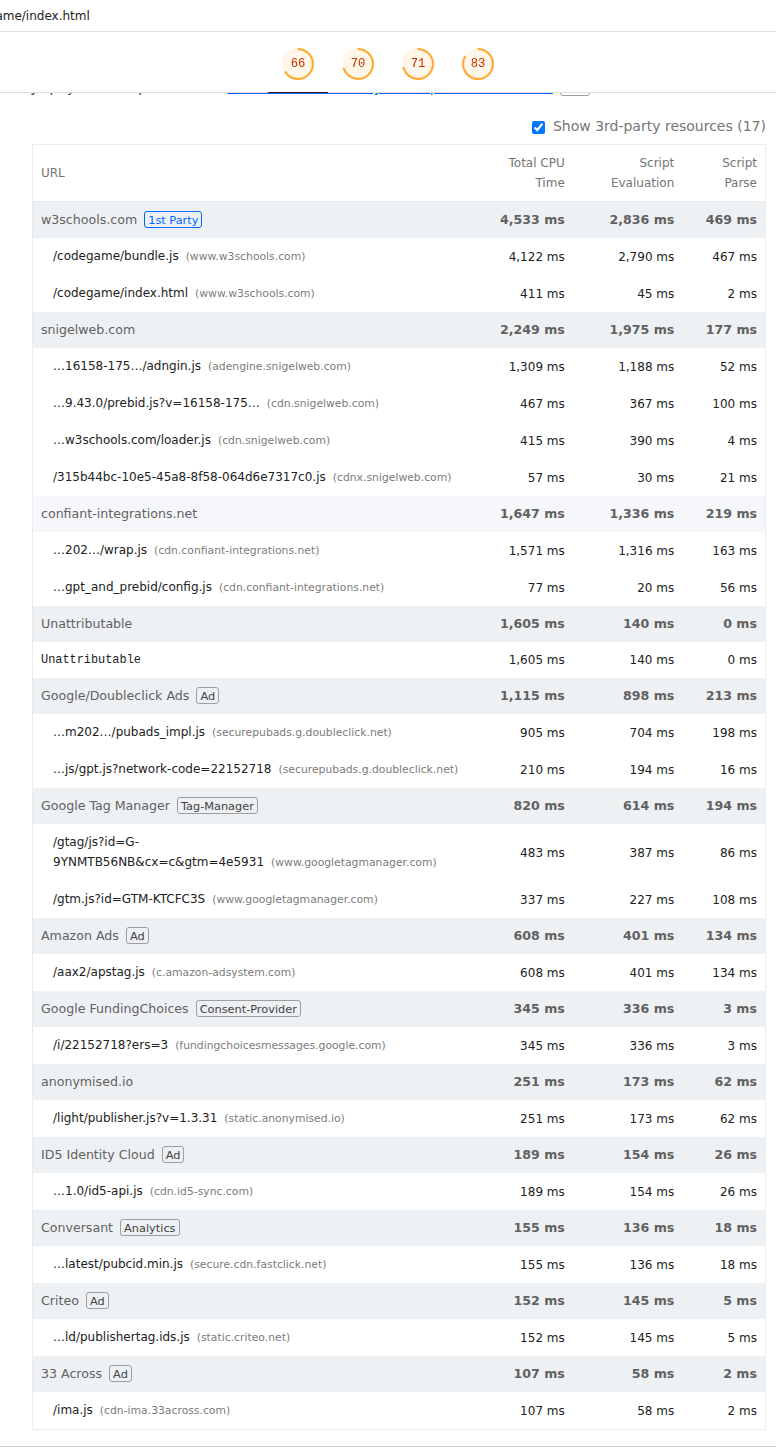 ame/index.html
66 70 71 83
Show 3rd-party resources (17)
URL Total CPU Time Script Evaluation Script Parse
w3schools.com 1st Party 4,533 ms 2,836 ms 469 ms
/codegame/bundle.js (www.w3schools.com) 4,122 ms 2,790 ms 467 ms
/codegame/index.html (www.w3schools.com) 411 ms 45 ms 2 ms
snigelweb.com 2,249 ms 1,975 ms 177 ms
…16158-175…/adngin.js (adengine.snigelweb.com) 1,309 ms 1,188 ms 52 ms
…9.43.0/prebid.js?v=16158-175… (cdn.snigelweb.com) 467 ms 367 ms 100 ms
…w3schools.com/loader.js (cdn.snigelweb.com) 415 ms 390 ms 4 ms
/315b44bc-10e5-45a8-8f58-064d6e7317c0.js (cdnx.snigelweb.com) 57 ms 30 ms 21 ms
confiant-integrations.net 1,647 ms 1,336 ms 219 ms
…202…/wrap.js (cdn.confiant-integrations.net) 1,571 ms 1,316 ms 163 ms
…gpt_and_prebid/config.js (cdn.confiant-integrations.net) 77 ms 20 ms 56 ms
Unattributable 1,605 ms 140 ms 0 ms
Unattributable 1,605 ms 140 ms 0 ms
Google/Doubleclick Ads Ad 1,115 ms 898 ms 213 ms
…m202…/pubads_impl.js (securepubads.g.doubleclick.net) 905 ms 704 ms 198 ms
…js/gpt.js?network-code=22152718 (securepubads.g.doubleclick.net) 210 ms 194 ms 16 ms
Google Tag Manager Tag-Manager 820 ms 614 ms 194 ms
/gtag/js?id=G-
9YNMTB56NB&cx=c&gtm=4e5931 (www.googletagmanager.com) 483 ms 387 ms 86 ms
/gtm.js?id=GTM-KTCFC3S (www.googletagmanager.com) 337 ms 227 ms 108 ms
Amazon Ads Ad 608 ms 401 ms 134 ms
/aax2/apstag.js (c.amazon-adsystem.com) 608 ms 401 ms 134 ms
Google FundingChoices Consent-Provider 345 ms 336 ms 3 ms
/i/22152718?ers=3 (fundingchoicesmessages.google.com) 345 ms 336 ms 3 ms
anonymised.io 251 ms 173 ms 62 ms
/light/publisher.js?v=1.3.31 (static.anonymised.io) 251 ms 173 ms 62 ms
ID5 Identity Cloud Ad 189 ms 154 ms 26 ms
…1.0/id5-api.js (cdn.id5-sync.com) 189 ms 154 ms 26 ms
Conversant Analytics 155 ms 136 ms 18 ms
…latest/pubcid.min.js (secure.cdn.fastclick.net) 155 ms 136 ms 18 ms
Criteo Ad 152 ms 145 ms 5 ms
…ld/publishertag.ids.js (static.criteo.net) 152 ms 145 ms 5 ms
33 Across Ad 107 ms 58 ms 2 ms
/ima.js (cdn-ima.33across.com) 107 ms 58 ms 2 ms